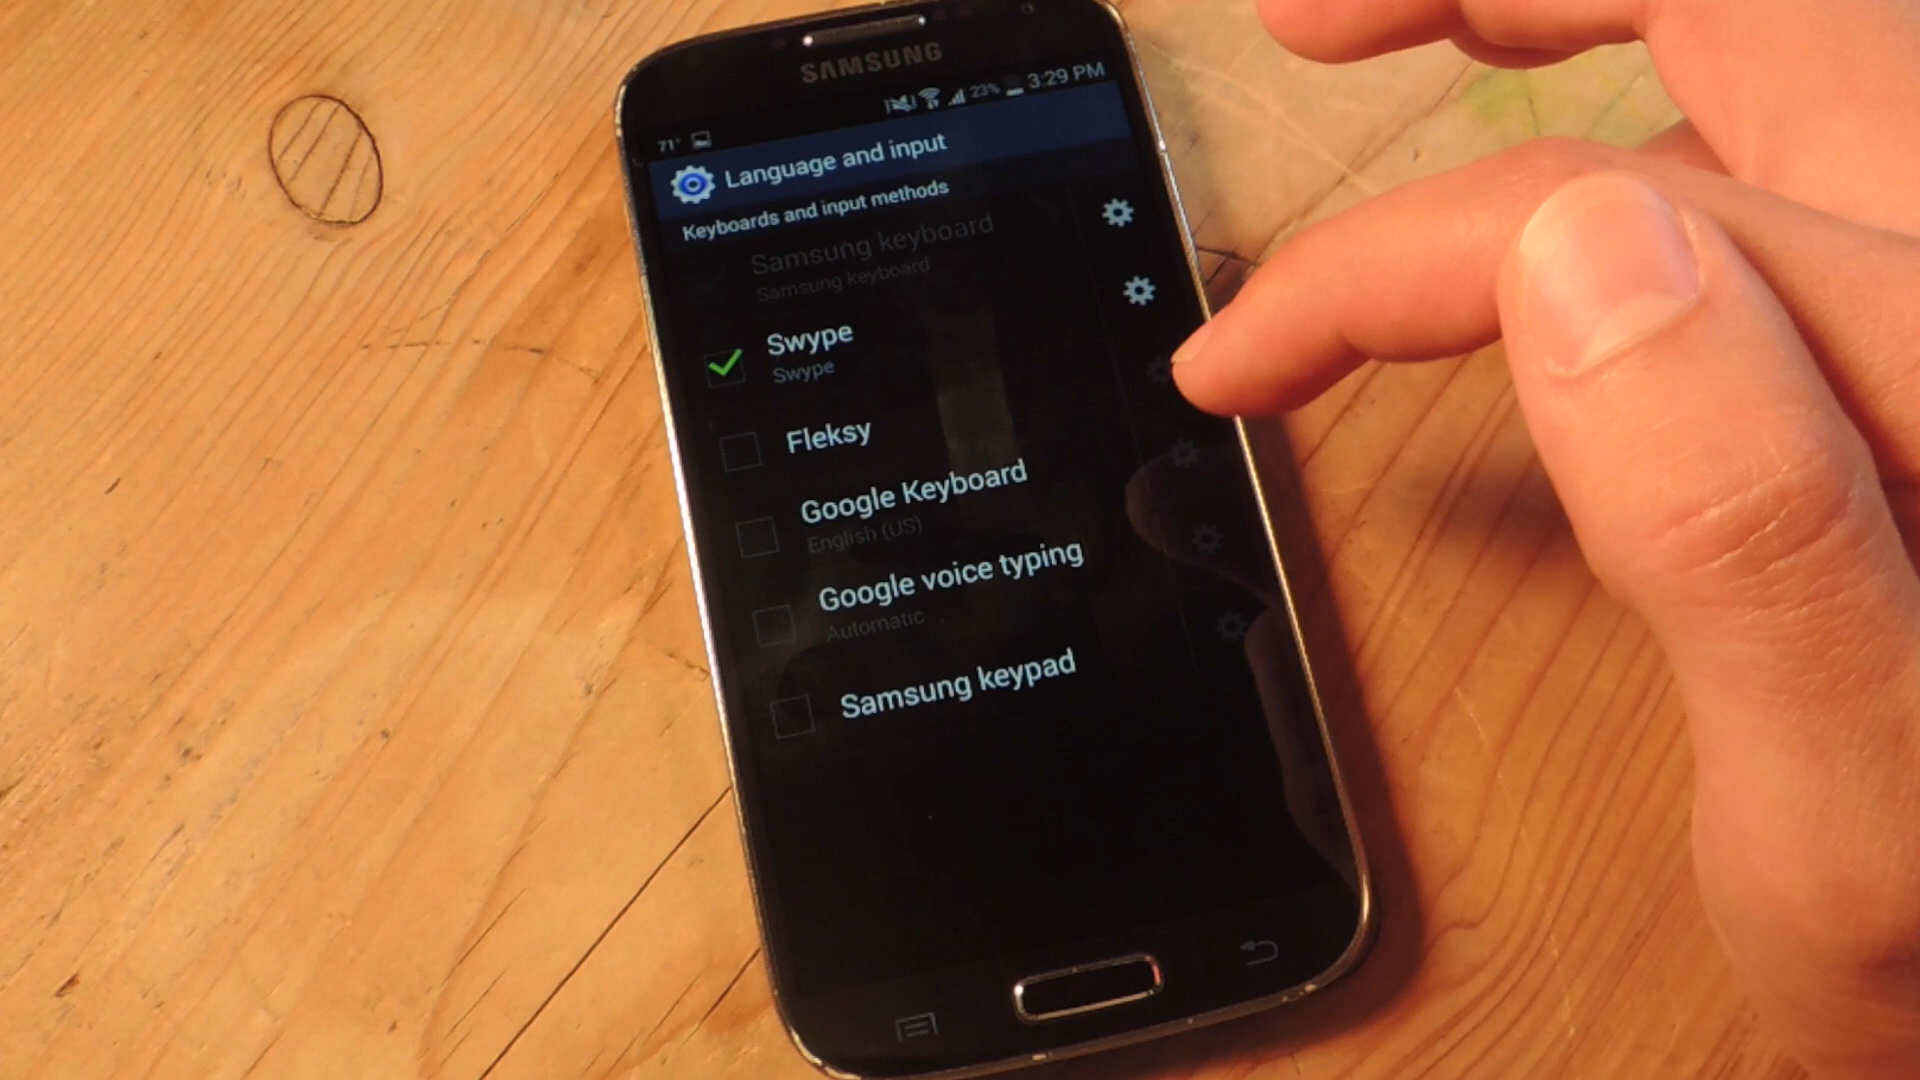 SAMSUNG
71° 23% 3:29 PM
Language and input
Keyboards and input methods
Samsung keyboard
Samsung keyboard
Swype
Swype
Fleksy
Google Keyboard
English (US)
Google voice typing
Automatic
Samsung keypad